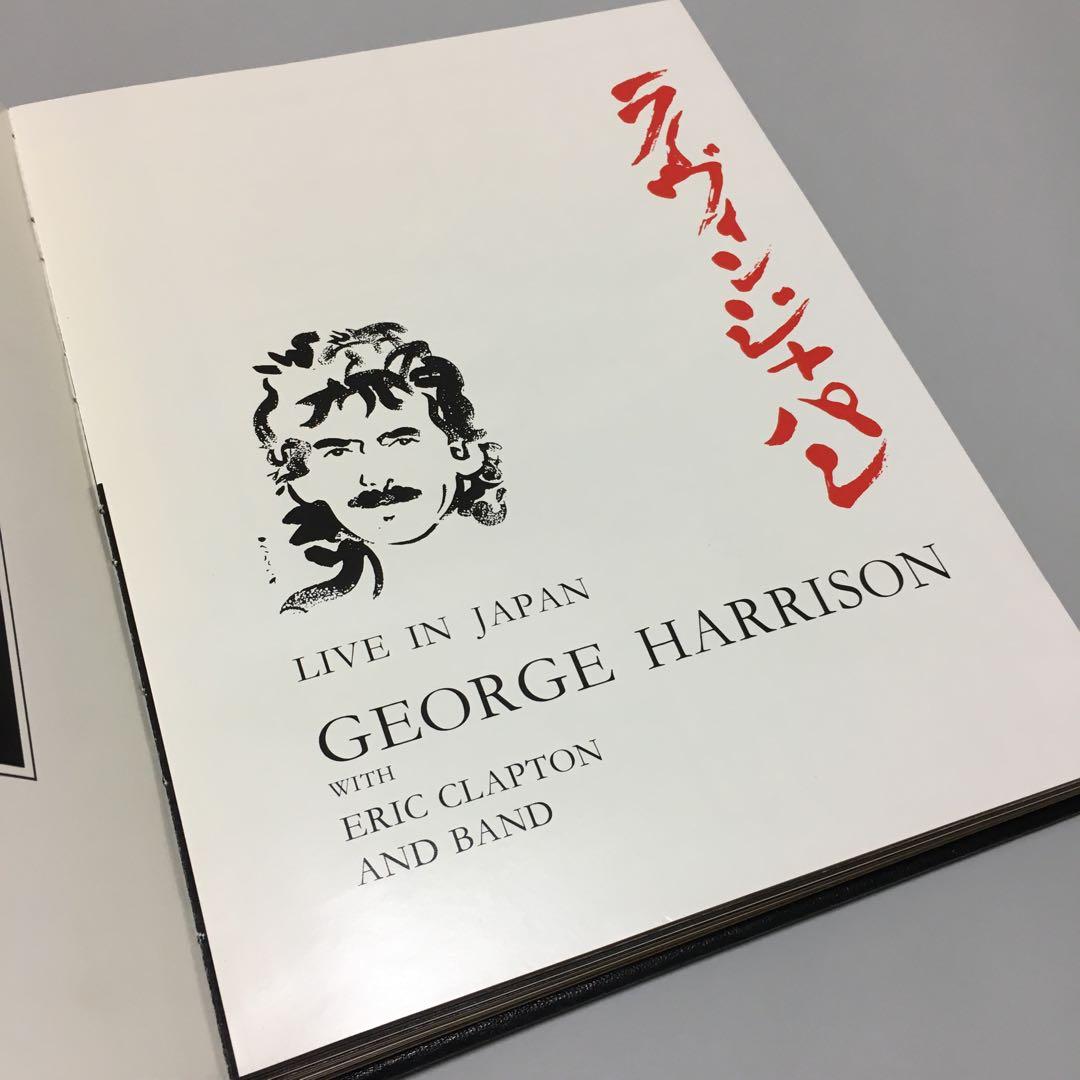 ライヴインジャパン
LIVE IN JAPAN
GEORGE HARRISON
WITH
ERIC CLAPTON
AND BAND